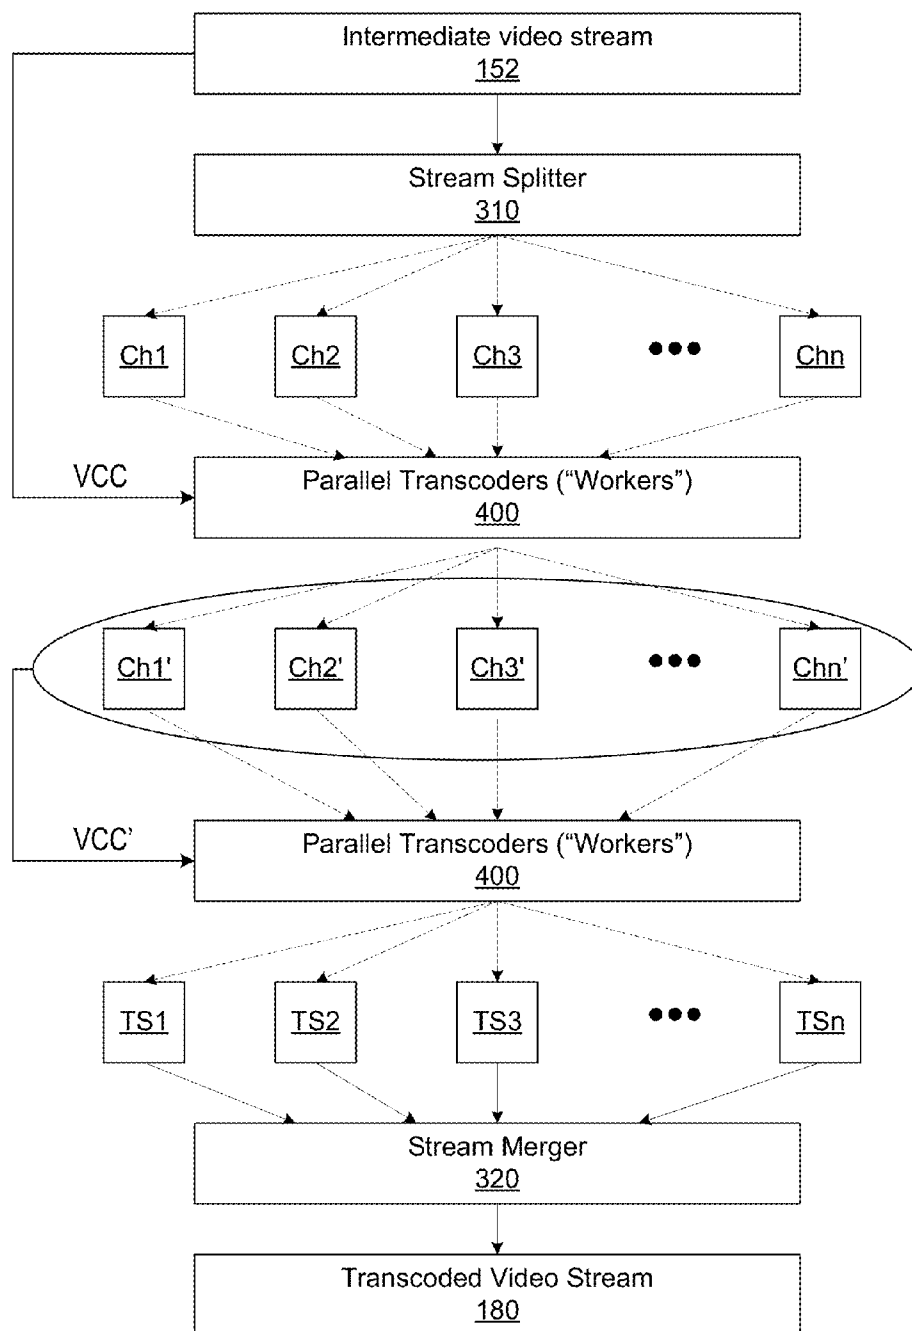 Intermediate video stream
152
Stream Splitter
310
Ch1 Ch2 Ch3 ••• Chn
VCC
Parallel Transcoders (“Workers”)
400
Ch1' Ch2' Ch3' ••• Chn’
VCC’
Parallel Transcoders (“Workers”)
400
TS1 TS2 TS3 ••• TSn
Stream Merger
320
Transcoded Video Stream
180